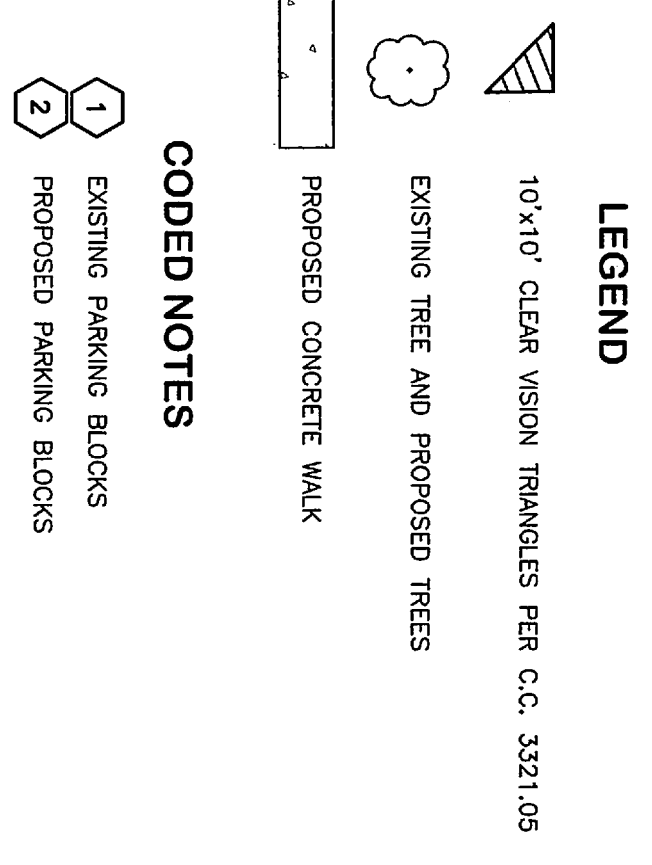 LEGEND
10'x10' CLEAR VISION TRIANGLES PER C.C. 3321.05
EXISTING TREE AND PROPOSED TREES
PROPOSED CONCRETE WALK
CODED NOTES
1 EXISTING PARKING BLOCKS
2 PROPOSED PARKING BLOCKS